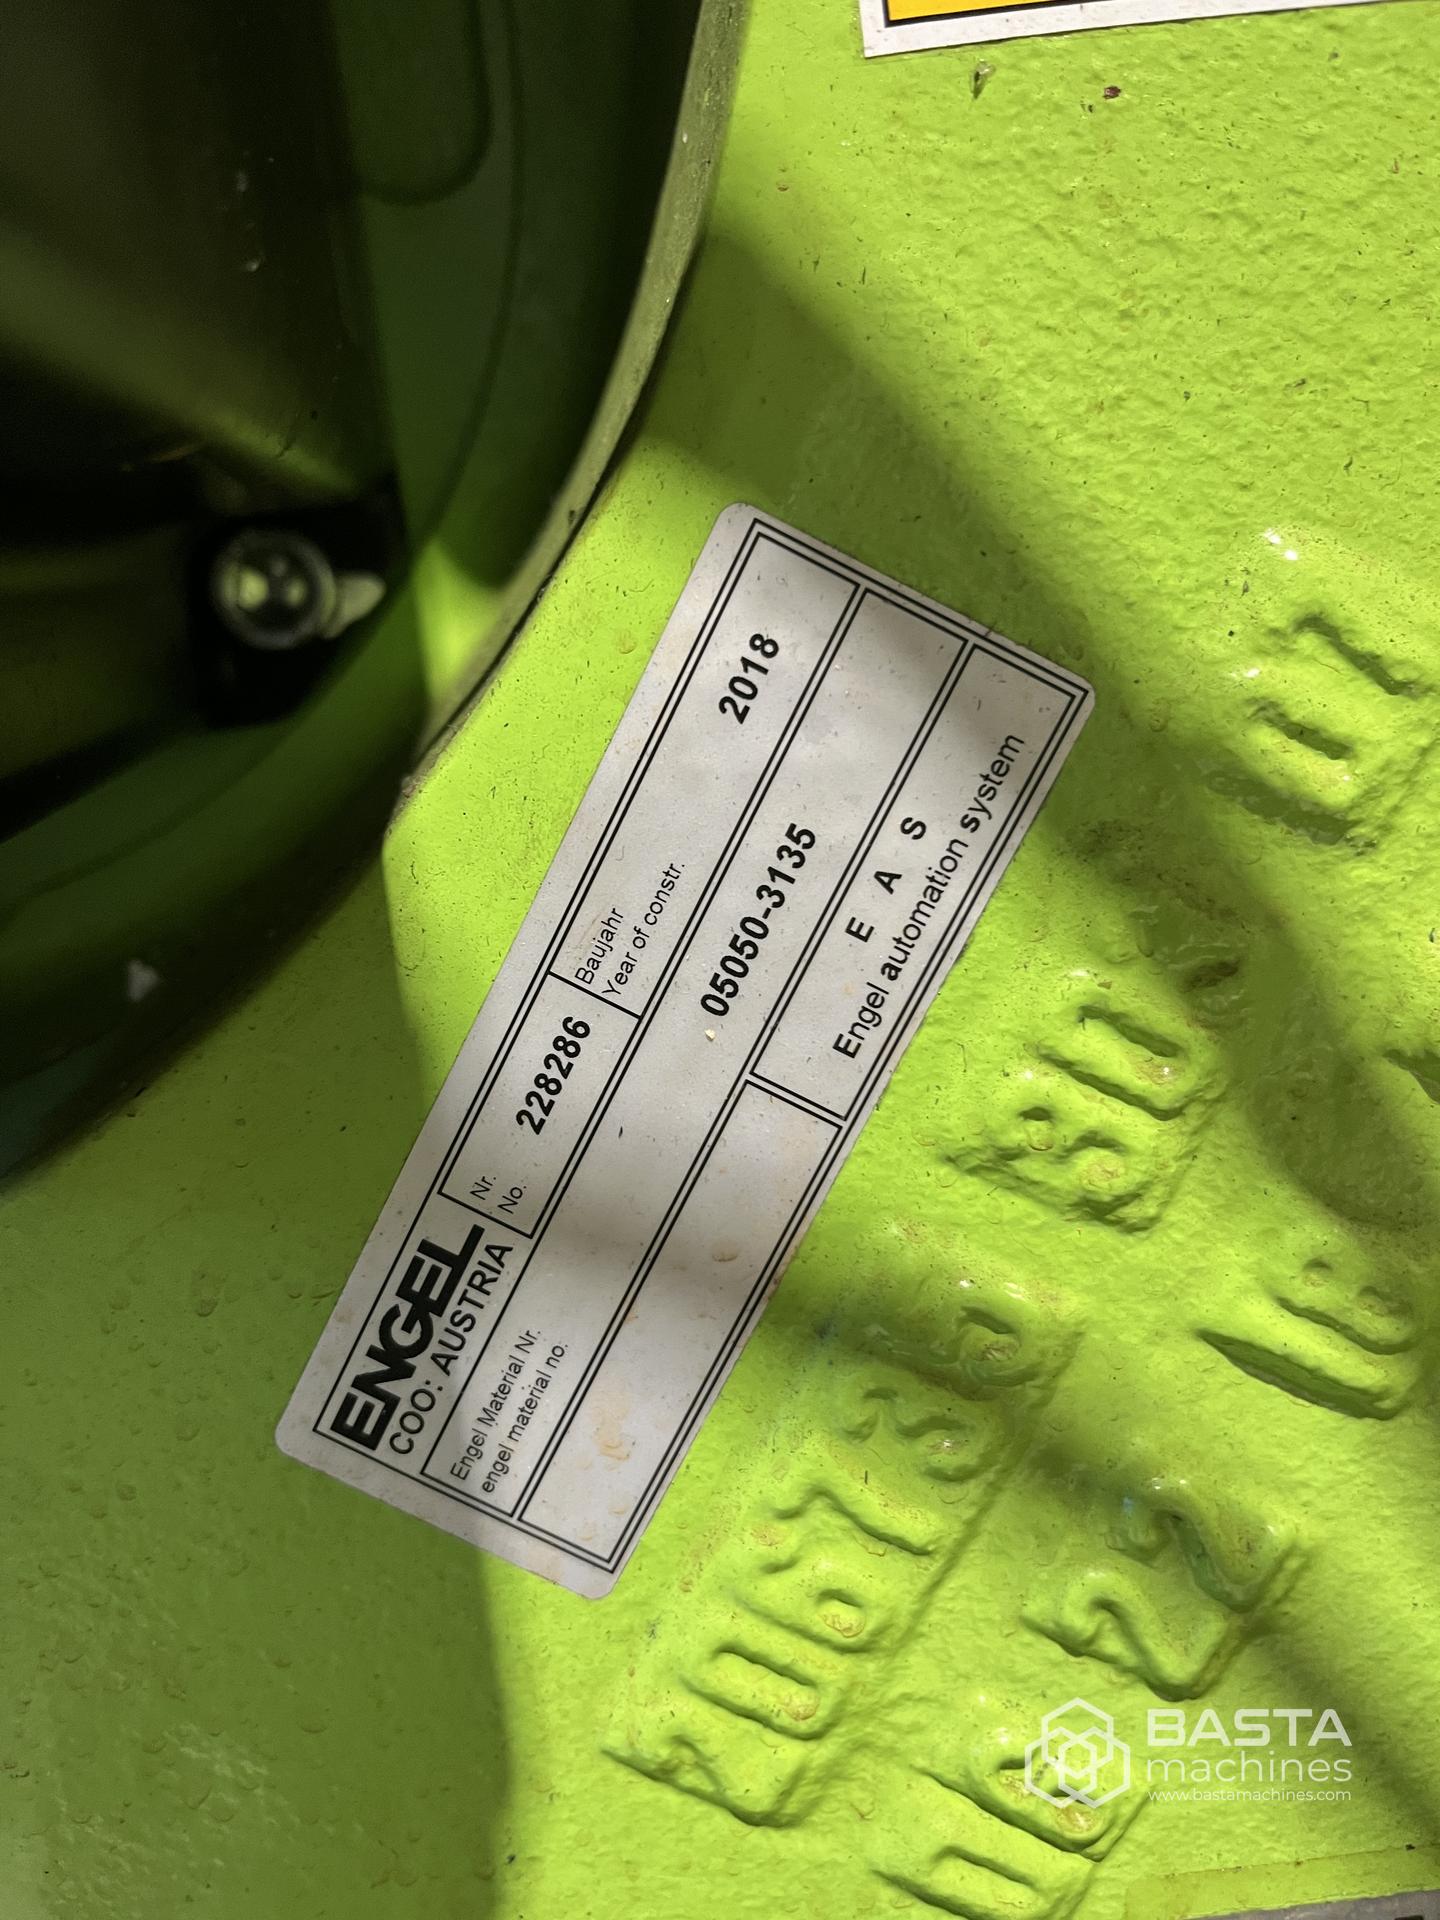 ENGEL
COO: AUSTRIA
Nr.
No.
228286
Baujahr
Year of constr.
2018
Engel Material Nr.
engel material no.
05050-3135
E A S
Engel automation system
BASTA
machines
www.bastamachines.com